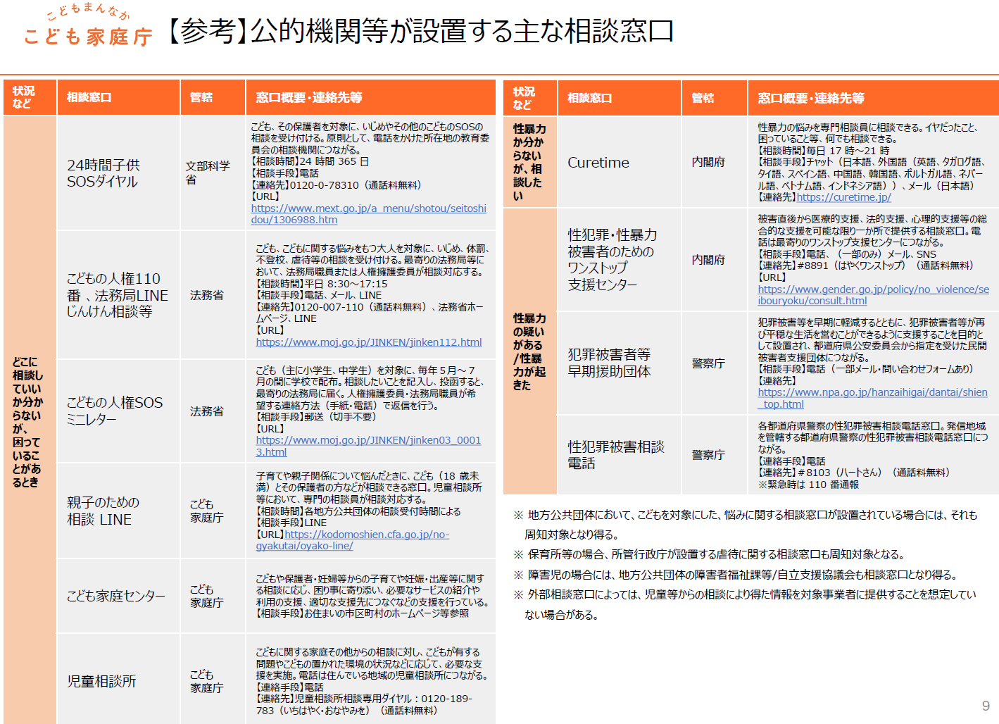 こどもまんなか
こども家庭庁
【参考】公的機関等が設置する主な相談窓口
状況
など
相談窓口
管轄
窓口概要・連絡先等
どこに
相談し
ていい
か分か
らない
が、
困って
いるこ
とがあ
るとき
24時間子供
SOSダイヤル
文部科学
省
こども、その保護者を対象に、いじめやその他のこどものSOSの
相談を受け付ける。原則として、電話をかけた所在地の教育委
員会の相談機関につながる。
【相談時間】24 時間 365 日
【相談手段】電話
【連絡先】0120-0-78310（通話料無料）
【URL】
https://www.mext.go.jp/a_menu/shotou/seitoshi
dou/1306988.htm
こどもの人権110
番 、法務局LINE
じんけん相談等
法務省
こども、こどもに関する悩みをもつ大人を対象に、いじめ、体罰、
不登校、虐待等の相談を受け付ける。最寄りの法務局等に
おいて、法務局職員または人権擁護委員が相談対応する。
【相談時間】平日 8:30～17:15
【相談手段】電話、メール、LINE
【連絡先】0120-007-110（通話料無料）、法務省ホー
ムページ、LINE
【URL】
https://www.moj.go.jp/JINKEN/jinken112.html
こどもの人権SOS
ミニレター
法務省
こども（主に小学生、中学生）を対象に、毎年５月～７
月の間に学校で配布。相談したいことを記入し、投函すると、
最寄りの法務局に届く。人権擁護委員・法務局職員が希
望する連絡方法（手紙・電話）で返信を行う。
【相談手段】郵送（切手不要）
【URL】
https://www.moj.go.jp/JINKEN/jinken03_0001
3.html
親子のための
相談 LINE
こども
家庭庁
子育てや親子関係について悩んだときに、こども（18 歳未
満）とその保護者の方などが相談できる窓口。児童相談所
等において、専門の相談員が相談対応する。
【相談時間】各地方公共団体の相談受付時間による
【相談手段】LINE
【URL】https://kodomoshien.cfa.go.jp/no-
gyakutai/oyako-line/
こども家庭センター
こども
家庭庁
こどもや保護者・妊婦等からの子育てや妊娠・出産等に関す
る相談に応じ、困り事に寄り添い、必要なサービスの紹介や
利用の支援、適切な支援先につなぐなどの支援を行っている。
【相談手段】お住まいの市区町村のホームページ等参照
児童相談所
こども
家庭庁
こどもに関する家庭その他からの相談に対し、こどもが有する
問題やこどもの置かれた環境の状況などに応じて、必要な支
援を実施。電話は住んでいる地域の児童相談所につながる。
【連絡手段】電話
【連絡先】児童相談所相談専用ダイヤル：0120-189-
783（いちはやく・おなやみを）（通話料無料）
状況
など
相談窓口
管轄
窓口概要・連絡先等
性暴力
か分か
らない
が、相
談した
い
Curetime
内閣府
性暴力の悩みを専門相談員に相談できる。イヤだったこと、
困っていること等、何でも相談できる。
【相談時間】毎日 17 時～21 時
【相談手段】チャット（日本語、外国語（英語、タガログ語、
タイ語、スペイン語、中国語、韓国語、ポルトガル語、ネパー
ル語、ベトナム語、インドネシア語））、メール（日本語）
【連絡先】https://curetime.jp/
性暴力
の疑い
がある
/性暴
力が起
きた
性犯罪・性暴力
被害者のための
ワンストップ
支援センター
内閣府
被害直後から医療的支援、法的支援、心理的支援等の総
合的な支援を可能な限り一か所で提供する相談窓口。電
話は最寄りのワンストップ支援センターにつながる。
【相談手段】電話、（一部のみ）メール、SNS
【連絡先】#8891（はやくワンストップ）（通話料無料）
【URL】
https://www.gender.go.jp/policy/no_violence/se
ibouryoku/consult.html
犯罪被害者等
早期援助団体
警察庁
犯罪被害等を早期に軽減するとともに、犯罪被害者等が再
び平穏な生活を営むことができるように支援することを目的と
して設置され、都道府県公安委員会から指定を受けた民間
被害者支援団体につながる。
【相談手段】電話（一部メール・問い合わせフォームあり）
【連絡先】
https://www.npa.go.jp/hanzaihigai/dantai/shien
_top.html
性犯罪被害相談
電話
警察庁
各都道府県警察の性犯罪被害相談電話窓口。発信地域
を管轄する都道府県警察の性犯罪被害相談電話窓口につ
ながる。
【連絡手段】電話
【連絡先】#8103（ハートさん）（通話料無料）
※緊急時は 110 番通報
※ 地方公共団体において、こどもを対象にした、悩みに関する相談窓口が設置されている場合には、それも
周知対象となり得る。
※ 保育所等の場合、所管行政庁が設置する虐待に関する相談窓口も周知対象となる。
※ 障害児の場合には、地方公共団体の障害者福祉課等/自立支援協議会も相談窓口となり得る。
※ 外部相談窓口によっては、児童等からの相談により得た情報を対象事業者に提供することを想定してい
ない場合がある。
9